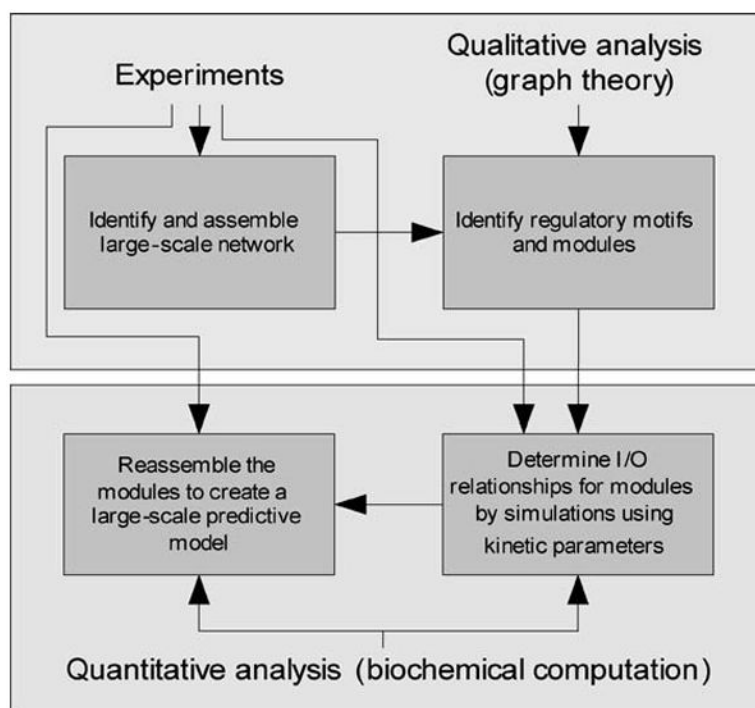 Experiments
Qualitative analysis
(graph theory)
Identify and assemble
large-scale network
Identify regulatory motifs
and modules
Reassemble the
modules to create a
large-scale predictive
model
Determine I/O
relationships for modules
by simulations using
kinetic parameters
Quantitative analysis (biochemical computation)